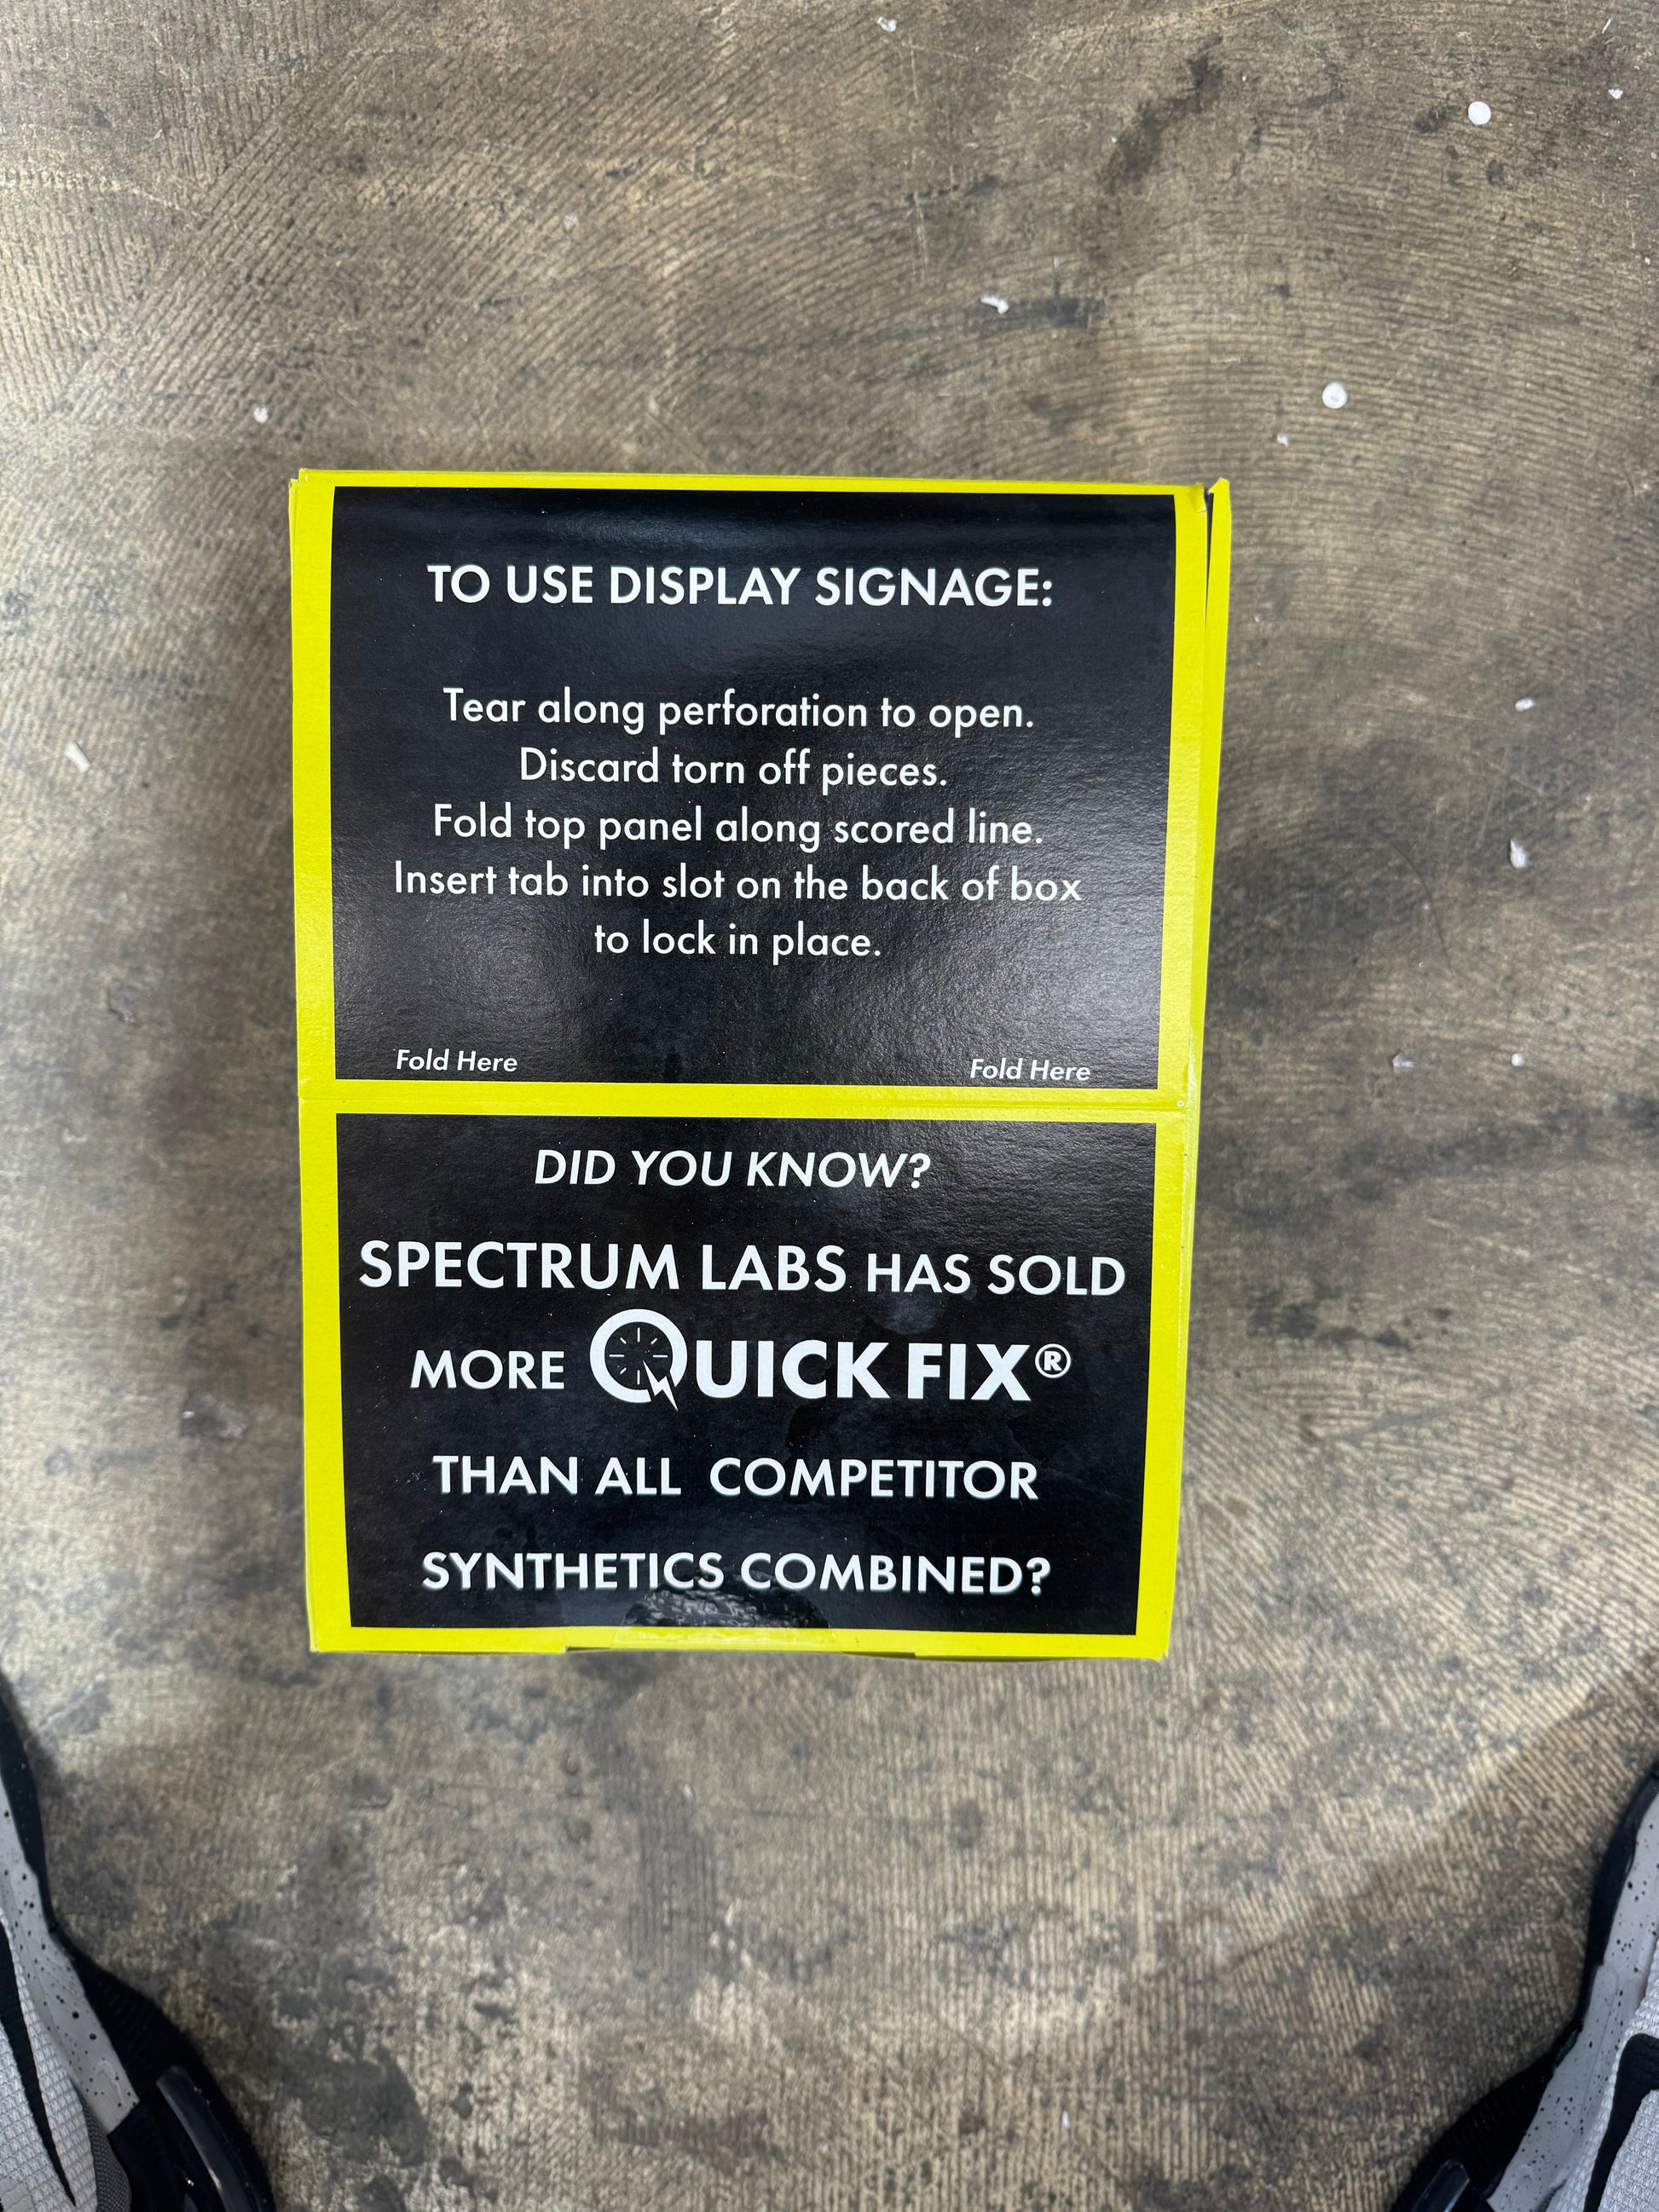 TO USE DISPLAY SIGNAGE:
Tear along perforation to open.
Discard torn off pieces.
Fold top panel along scored line.
Insert tab into slot on the back of box
to lock in place.
Fold Here Fold Here
DID YOU KNOW?
SPECTRUM LABS HAS SOLD
MORE QUICK FIX®
THAN ALL COMPETITOR
SYNTHETICS COMBINED?